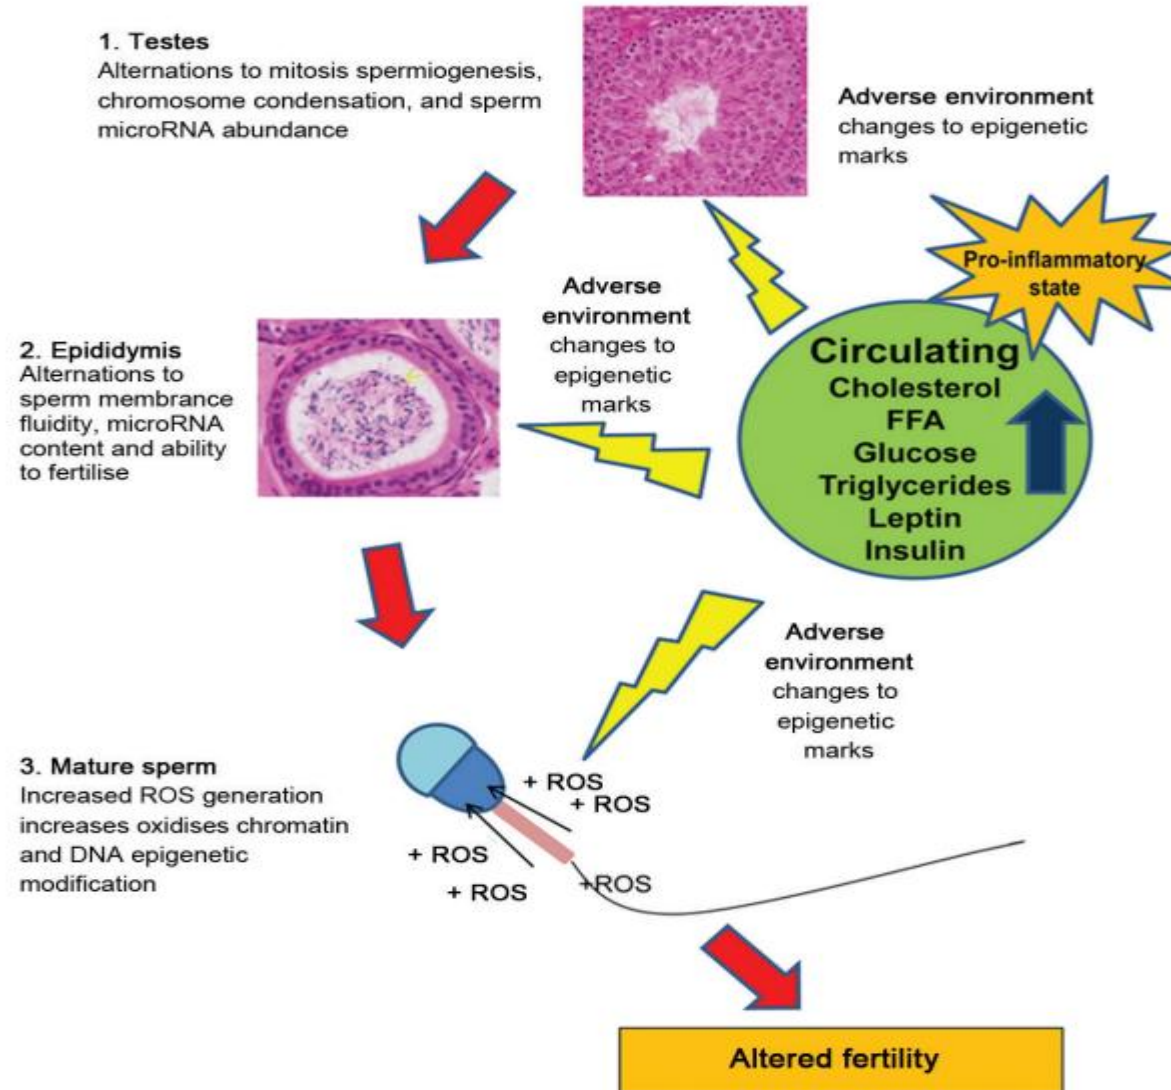 1. Testes
Alternations to mitosis spermiogenesis,
chromosome condensation, and sperm
microRNA abundance
Adverse environment
changes to epigenetic
marks
Pro-inflammatory
state
Adverse
environment
changes to
epigenetic
marks
2. Epididymis
Alternations to
sperm membrance
fluidity, microRNA
content and ability
to fertilise
Circulating
Cholesterol
FFA
Glucose
Triglycerides
Leptin
Insulin
Adverse
environment
changes to
epigenetic
marks
3. Mature sperm
Increased ROS generation
increases oxidises chromatin
and DNA epigenetic
modification
+ ROS
+ ROS
+ ROS
+ ROS
+ROS
Altered fertility